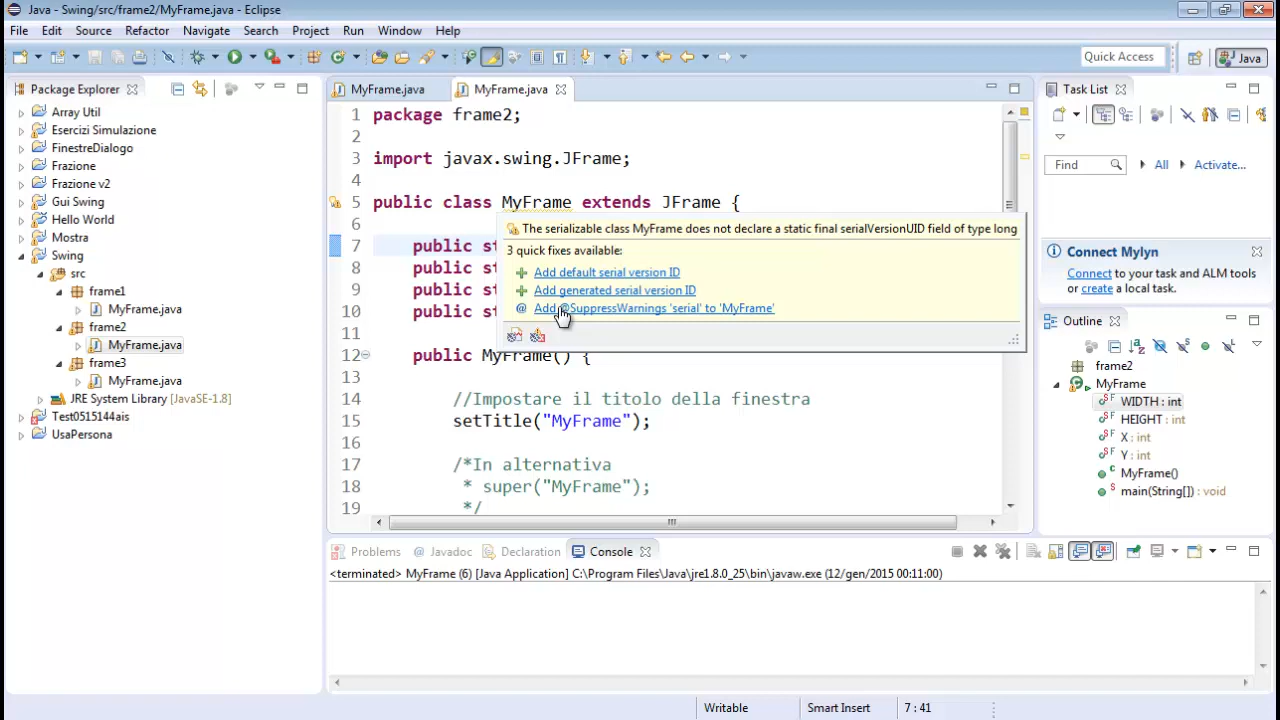 Java - Swing/src/frame2/MyFrame.java - Eclipse
File Edit Source Refactor Navigate Search Project Run Window Help
Quick Access
Java
Package Explorer
Array Util
Esercizi Simulazione
FinestreDialogo
Frazione
Frazione v2
Gui Swing
Hello World
Mostra
Swing
src
frame1
MyFrame.java
frame2
MyFrame.java
frame3
MyFrame.java
JRE System Library [JavaSE-1.8]
Test0515144ais
UsaPersona
MyFrame.java MyFrame.java
1 package frame2;
2
3 import javax.swing.JFrame;
4
5 public class MyFrame extends JFrame {
6
7 public st
8 public st
9 public st
10 public st
11
12 public MyFrame() {
13
14 //Impostare il titolo della finestra
15 setTitle("MyFrame");
16
17 /*In alternativa
18 * super("MyFrame");
19 */
The serializable class MyFrame does not declare a static final serialVersionUID field of type long
3 quick fixes available:
Add default serial version ID
Add generated serial version ID
@ Add @SuppressWarnings 'serial' to 'MyFrame'
Task List
Find All Activate...
Connect Mylyn
Connect to your task and ALM tools
or create a local task.
Outline
frame2
MyFrame
WIDTH : int
HEIGHT : int
X : int
Y : int
MyFrame()
main(String[]) : void
Problems @ Javadoc Declaration Console
<terminated> MyFrame (6) [Java Application] C:\Program Files\Java\jre1.8.0_25\bin\javaw.exe (12/gen/2015 00:11:00)
Writable Smart Insert 7 : 41